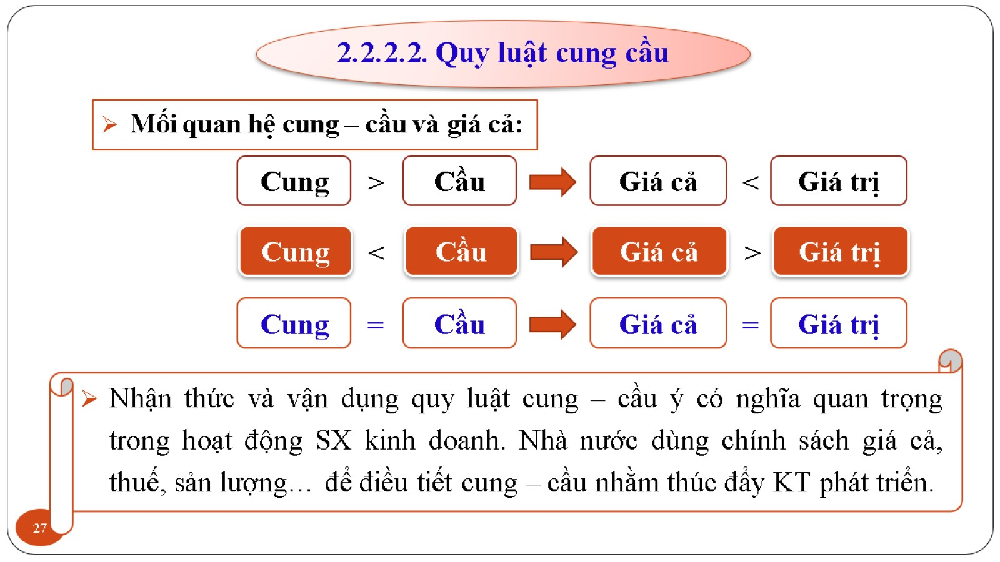 2.2.2.2. Quy luật cung cầu
Mối quan hệ cung – cầu và giá cả:
Cung > Cầu Giá cả < Giá trị
Cung < Cầu Giá cả > Giá trị
Cung = Cầu Giá cả = Giá trị
Nhận thức và vận dụng quy luật cung – cầu ý có nghĩa quan trọng
trong hoạt động SX kinh doanh. Nhà nước dùng chính sách giá cả,
thuế, sản lượng… để điều tiết cung – cầu nhằm thúc đẩy KT phát triển.
27